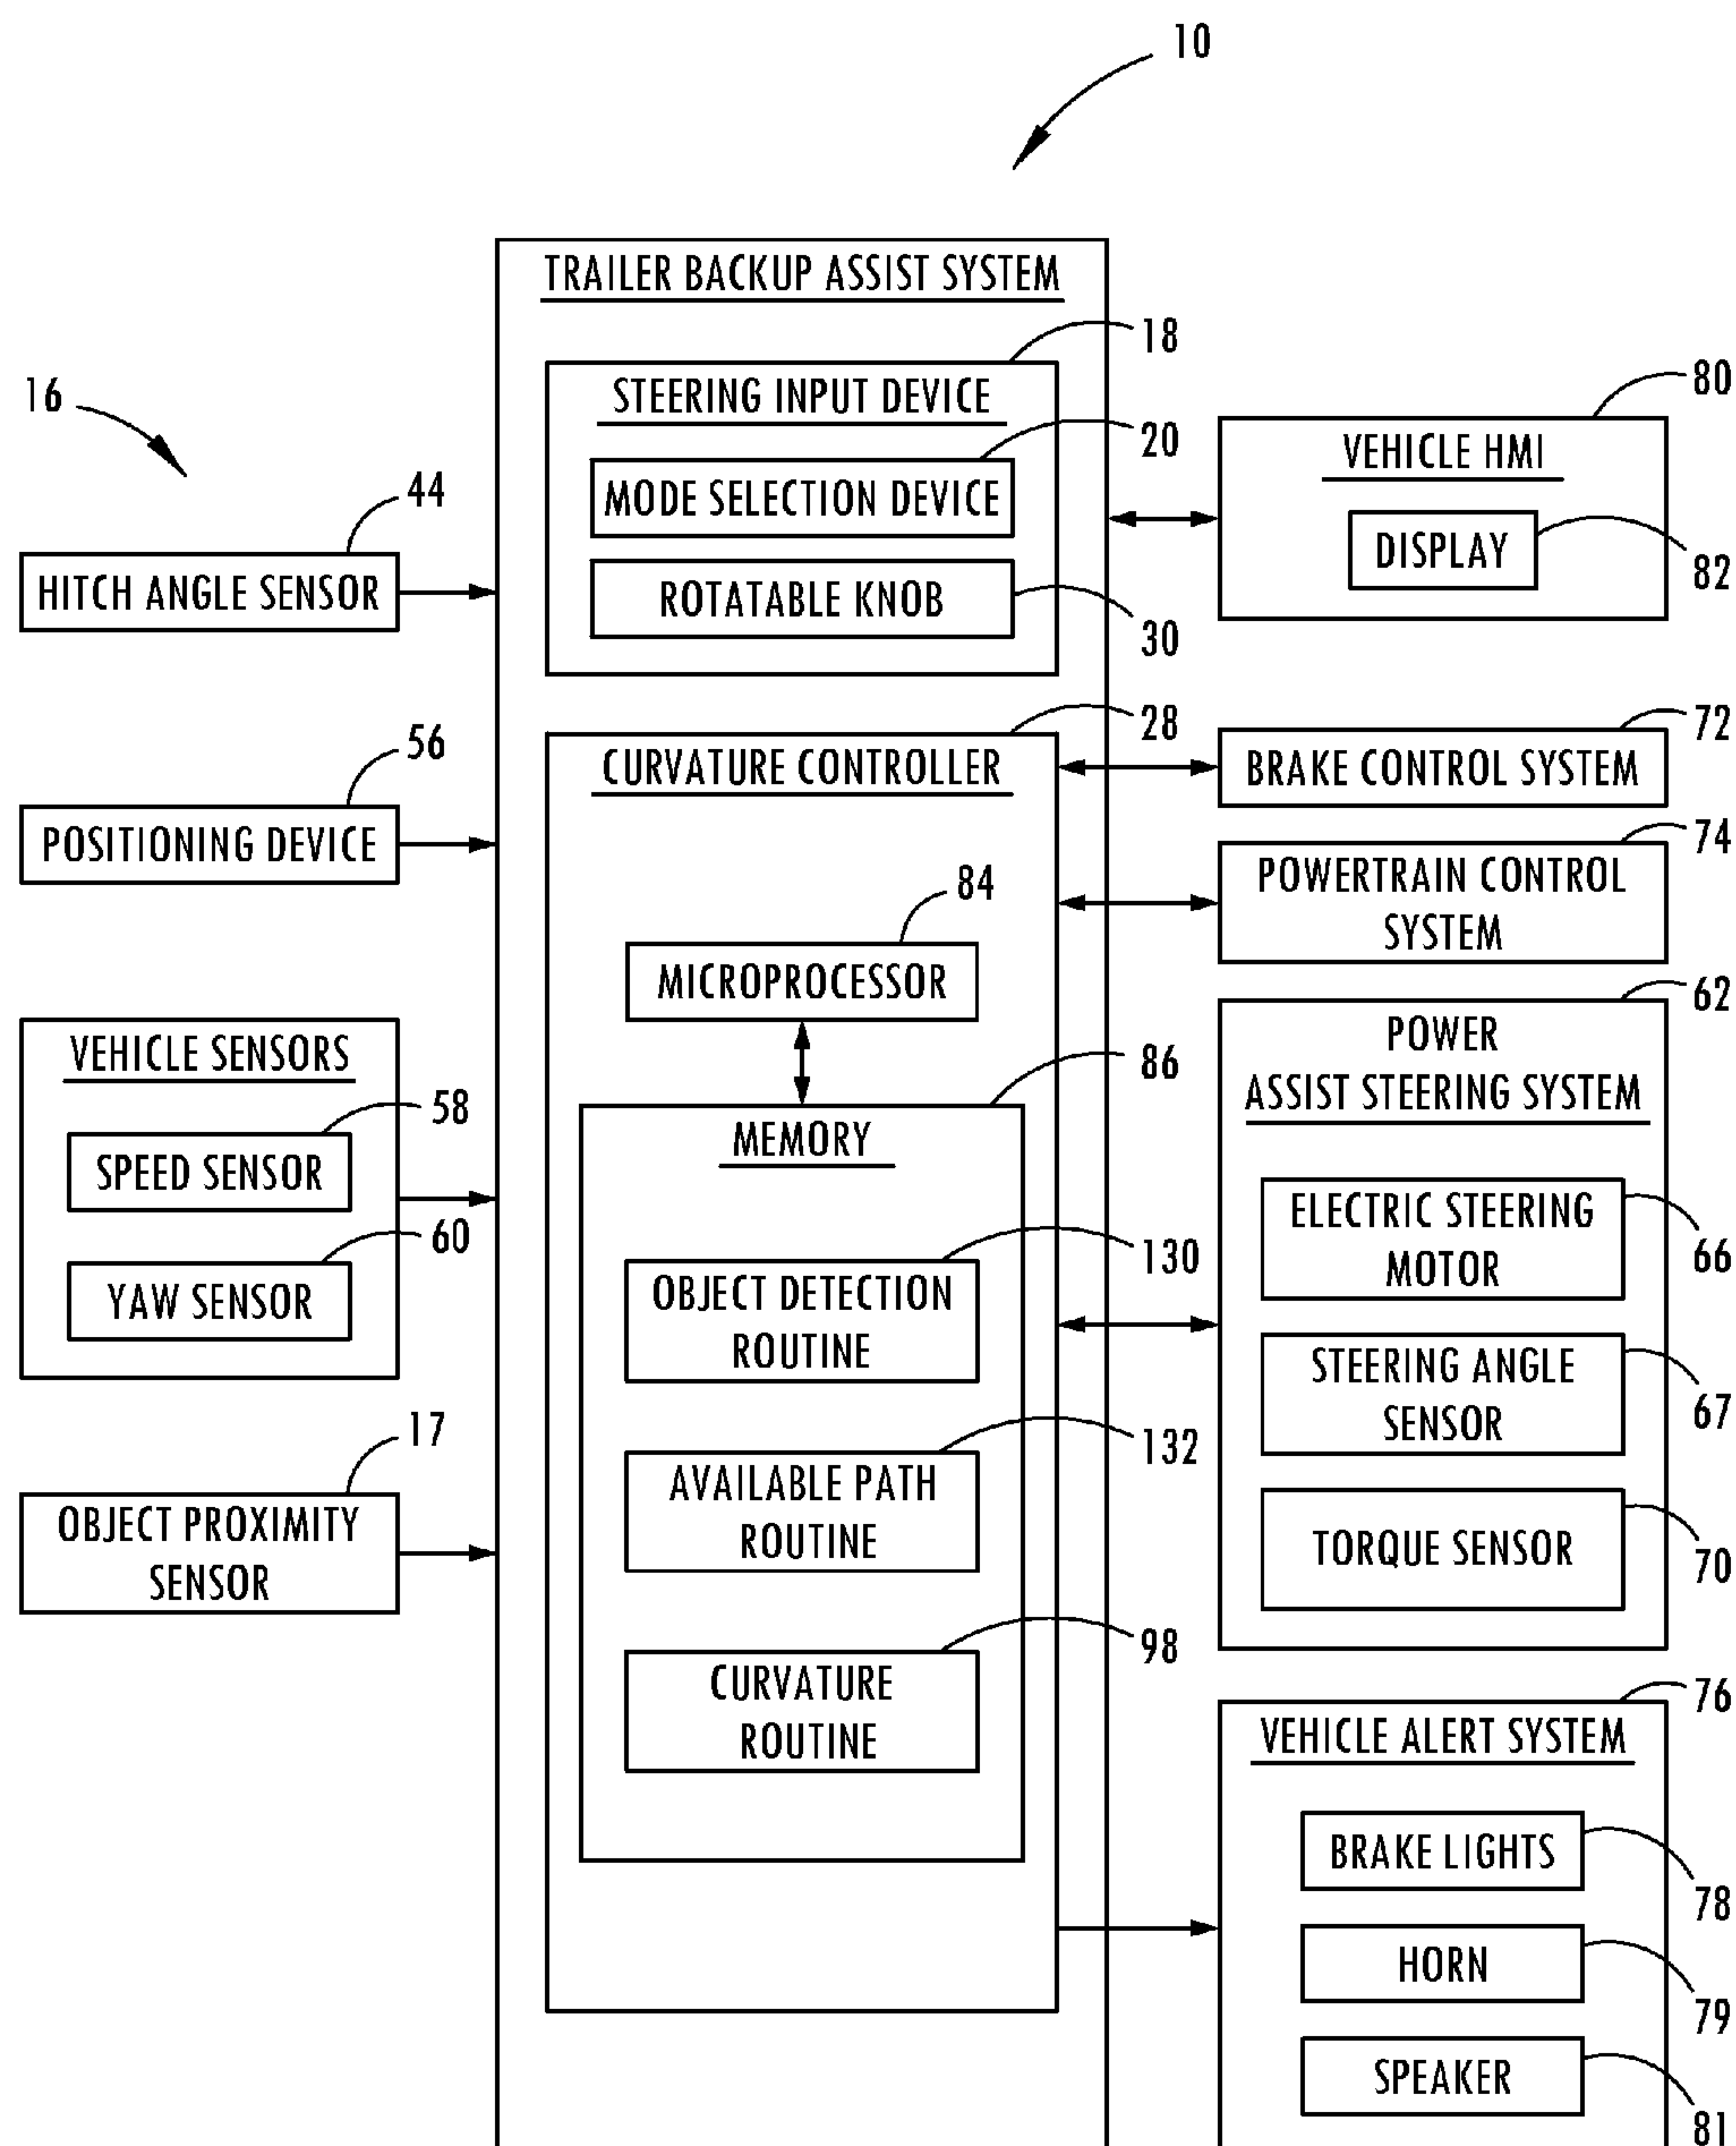 10
TRAILER BACKUP ASSIST SYSTEM
18
STEERING INPUT DEVICE
20
MODE SELECTION DEVICE
ROTATABLE KNOB
30
16
44
HITCH ANGLE SENSOR
56
POSITIONING DEVICE
VEHICLE SENSORS
58
SPEED SENSOR
60
YAW SENSOR
17
OBJECT PROXIMITY
SENSOR
28
CURVATURE CONTROLLER
84
MICROPROCESSOR
86
MEMORY
130
OBJECT DETECTION
ROUTINE
132
AVAILABLE PATH
ROUTINE
98
CURVATURE
ROUTINE
80
VEHICLE HMI
DISPLAY
82
72
BRAKE CONTROL SYSTEM
74
POWERTRAIN CONTROL
SYSTEM
62
POWER
ASSIST STEERING SYSTEM
ELECTRIC STEERING
MOTOR
66
STEERING ANGLE
SENSOR
67
TORQUE SENSOR
70
76
VEHICLE ALERT SYSTEM
BRAKE LIGHTS
78
HORN
79
SPEAKER
81